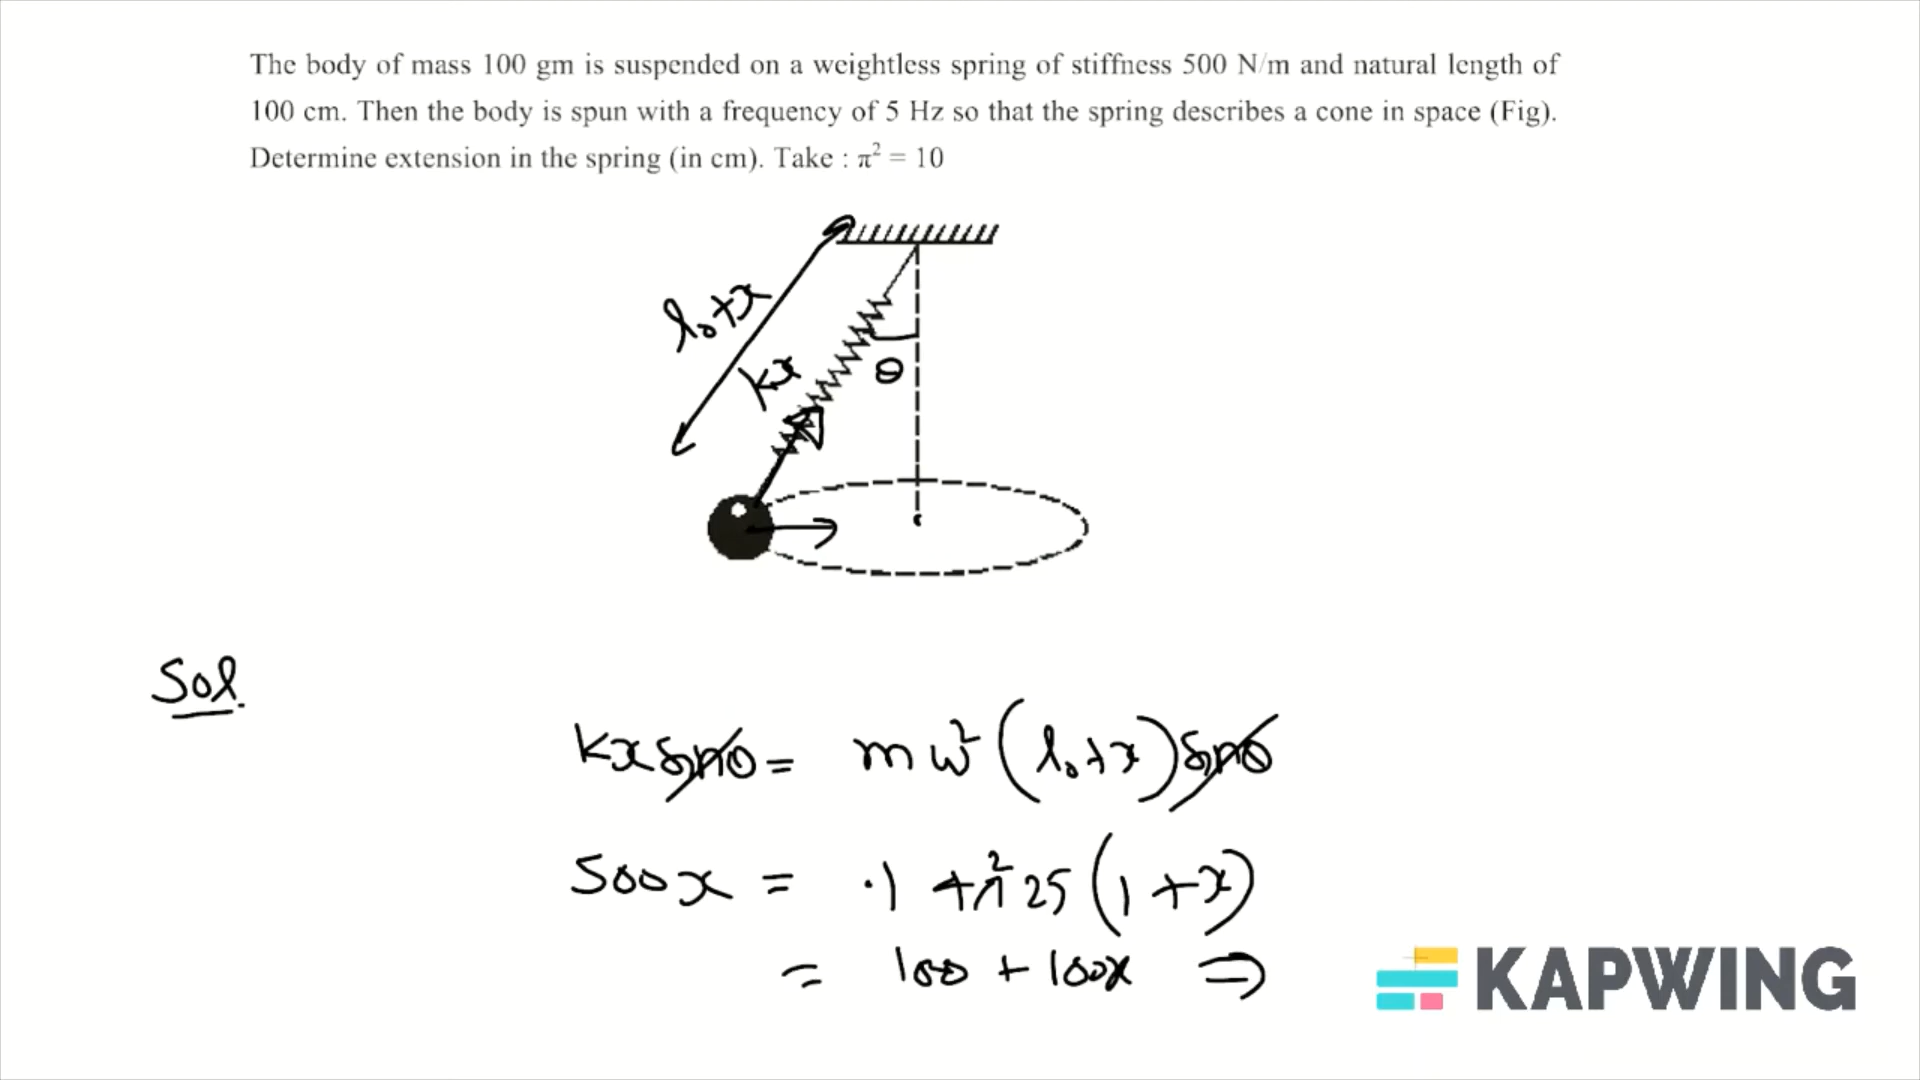 The body of mass 100 gm is suspended on a weightless spring of stiffness 500 N/m and natural length of
100 cm. Then the body is spun with a frequency of 5 Hz so that the spring describes a cone in space (Fig).
Determine extension in the spring (in cm). Take : π² = 10
l₀+x
kx
θ
Sol.
kx sinθ = mω²(l₀+x) sinθ
500x = .1 4π² 25 (1+x)
= 100 + 100x ⇒
KAPWING